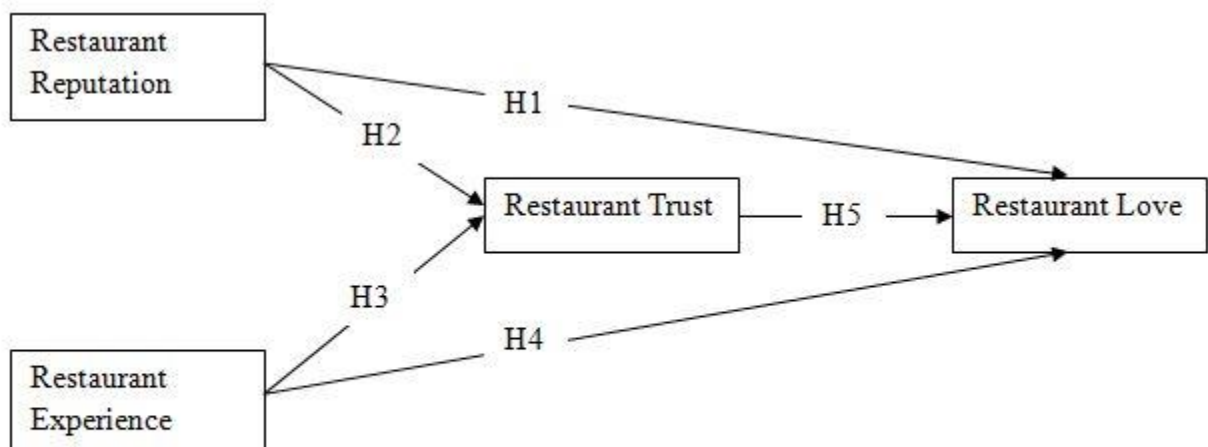 Restaurant
Reputation
H1
H2
Restaurant Trust
H5
Restaurant Love
H3
H4
Restaurant
Experience